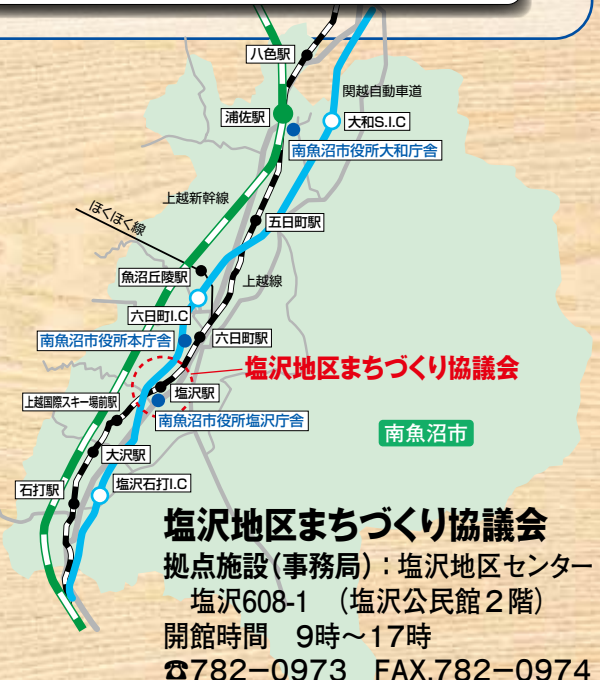 八色駅
関越自動車道
浦佐駅
大和S.I.C
南魚沼市役所大和庁舎
上越新幹線
ほくほく線
五日町駅
魚沼丘陵駅
上越線
六日町I.C
南魚沼市役所本庁舎
六日町駅
塩沢地区まちづくり協議会
塩沢駅
上越国際スキー場前駅
南魚沼市役所塩沢庁舎
南魚沼市
大沢駅
石打駅
塩沢石打I.C
塩沢地区まちづくり協議会
拠点施設(事務局):塩沢地区センター
塩沢608-1 (塩沢公民館2階)
開館時間 9時〜17時
☎782−0973 FAX.782−0974